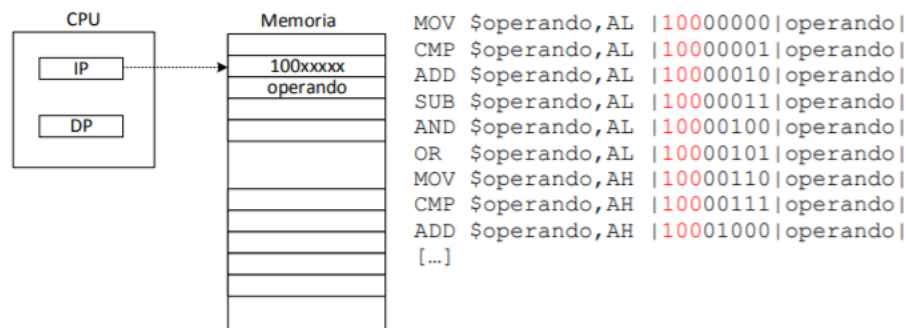 CPU
IP
DP
Memoria
100xxxxx
operando
MOV $operando,AL |10000000|operando|
CMP $operando,AL |10000001|operando|
ADD $operando,AL |10000010|operando|
SUB $operando,AL |10000011|operando|
AND $operando,AL |10000100|operando|
OR  $operando,AL |10000101|operando|
MOV $operando,AH |10000110|operando|
CMP $operando,AH |10000111|operando|
ADD $operando,AH |10001000|operando|
[…]